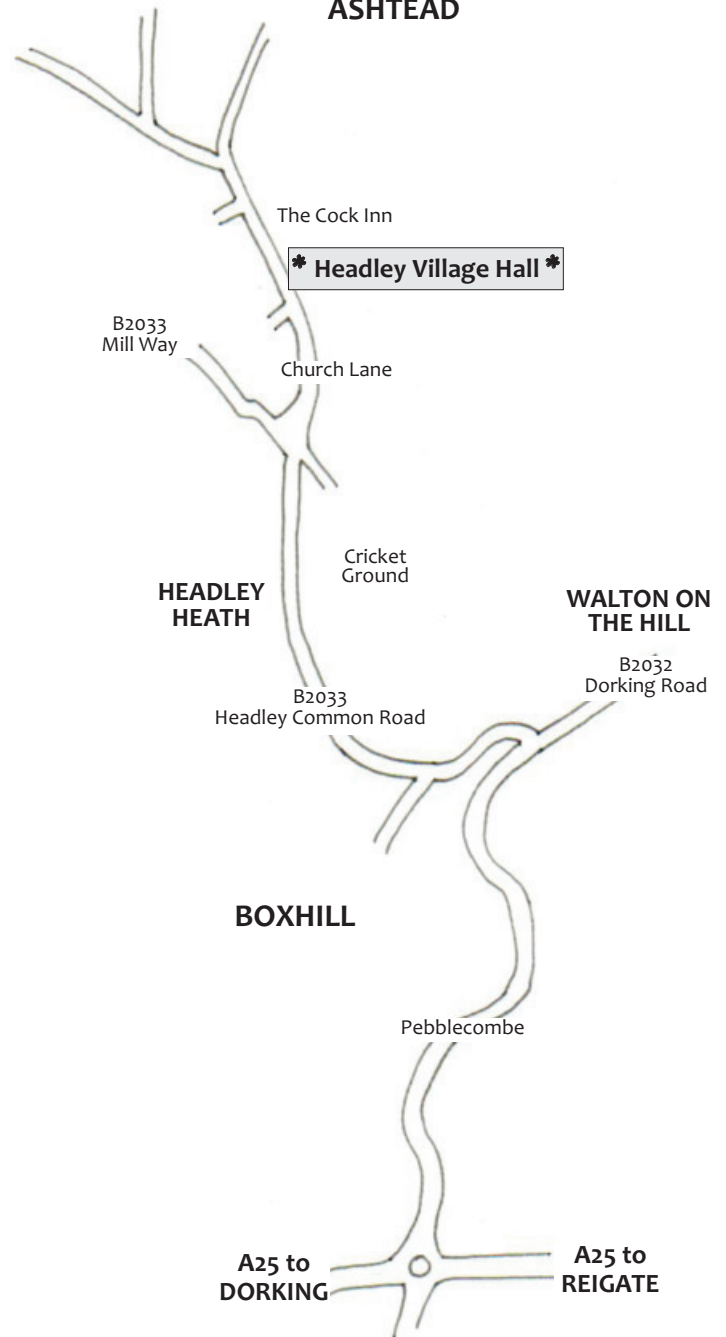 ASHTEAD
The Cock Inn
* Headley Village Hall *
B2033
Mill Way
Church Lane
Cricket
Ground
HEADLEY
HEATH
WALTON ON
THE HILL
B2032
Dorking Road
B2033
Headley Common Road
BOXHILL
Pebblecombe
A25 to
DORKING
A25 to
REIGATE